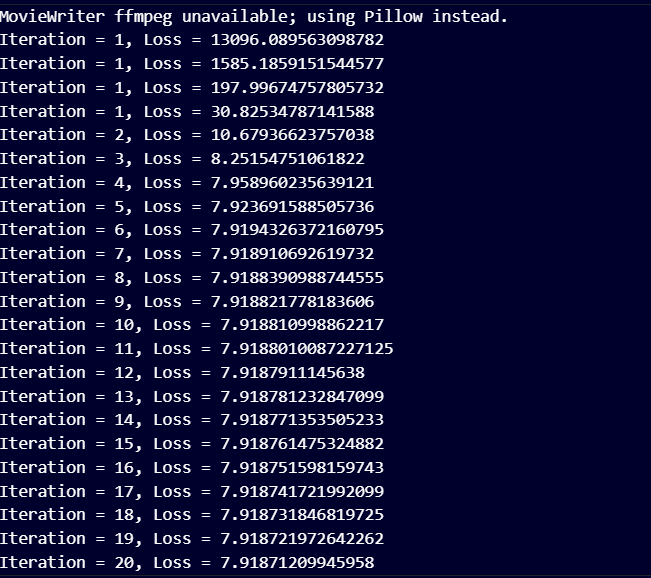 MovieWriter ffmpeg unavailable; using Pillow instead.
Iteration = 1, Loss = 13096.089563098782
Iteration = 1, Loss = 1585.1859151544577
Iteration = 1, Loss = 197.99674757805732
Iteration = 1, Loss = 30.82534787141588
Iteration = 2, Loss = 10.67936623757038
Iteration = 3, Loss = 8.25154751061822
Iteration = 4, Loss = 7.958960235639121
Iteration = 5, Loss = 7.923691588505736
Iteration = 6, Loss = 7.9194326372160795
Iteration = 7, Loss = 7.918910692619732
Iteration = 8, Loss = 7.9188390988744555
Iteration = 9, Loss = 7.918821778183606
Iteration = 10, Loss = 7.918810998862217
Iteration = 11, Loss = 7.9188010087227125
Iteration = 12, Loss = 7.9187911145638
Iteration = 13, Loss = 7.918781232847099
Iteration = 14, Loss = 7.918771353505233
Iteration = 15, Loss = 7.918761475324882
Iteration = 16, Loss = 7.918751598159743
Iteration = 17, Loss = 7.918741721992099
Iteration = 18, Loss = 7.918731846819725
Iteration = 19, Loss = 7.918721972642262
Iteration = 20, Loss = 7.91871209945958